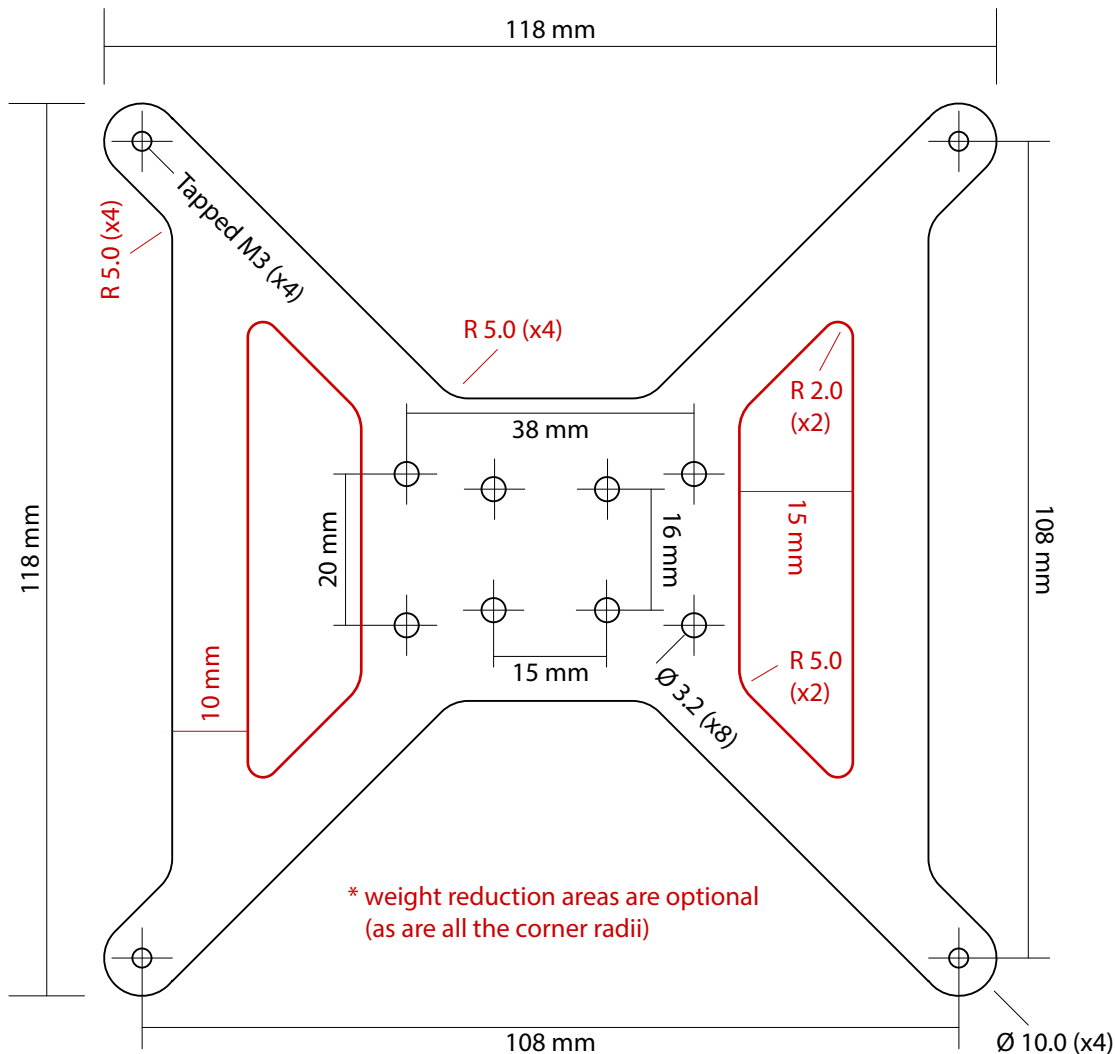 118 mm
Tapped M3 (x4)
R 5.0 (x4)
R 5.0 (x4)
38 mm
R 2.0
(x2)
118 mm
20 mm
16 mm
15 mm
108 mm
15 mm
R 5.0
(x2)
Ø 3.2 (x8)
10 mm
* weight reduction areas are optional
(as are all the corner radii)
108 mm
Ø 10.0 (x4)